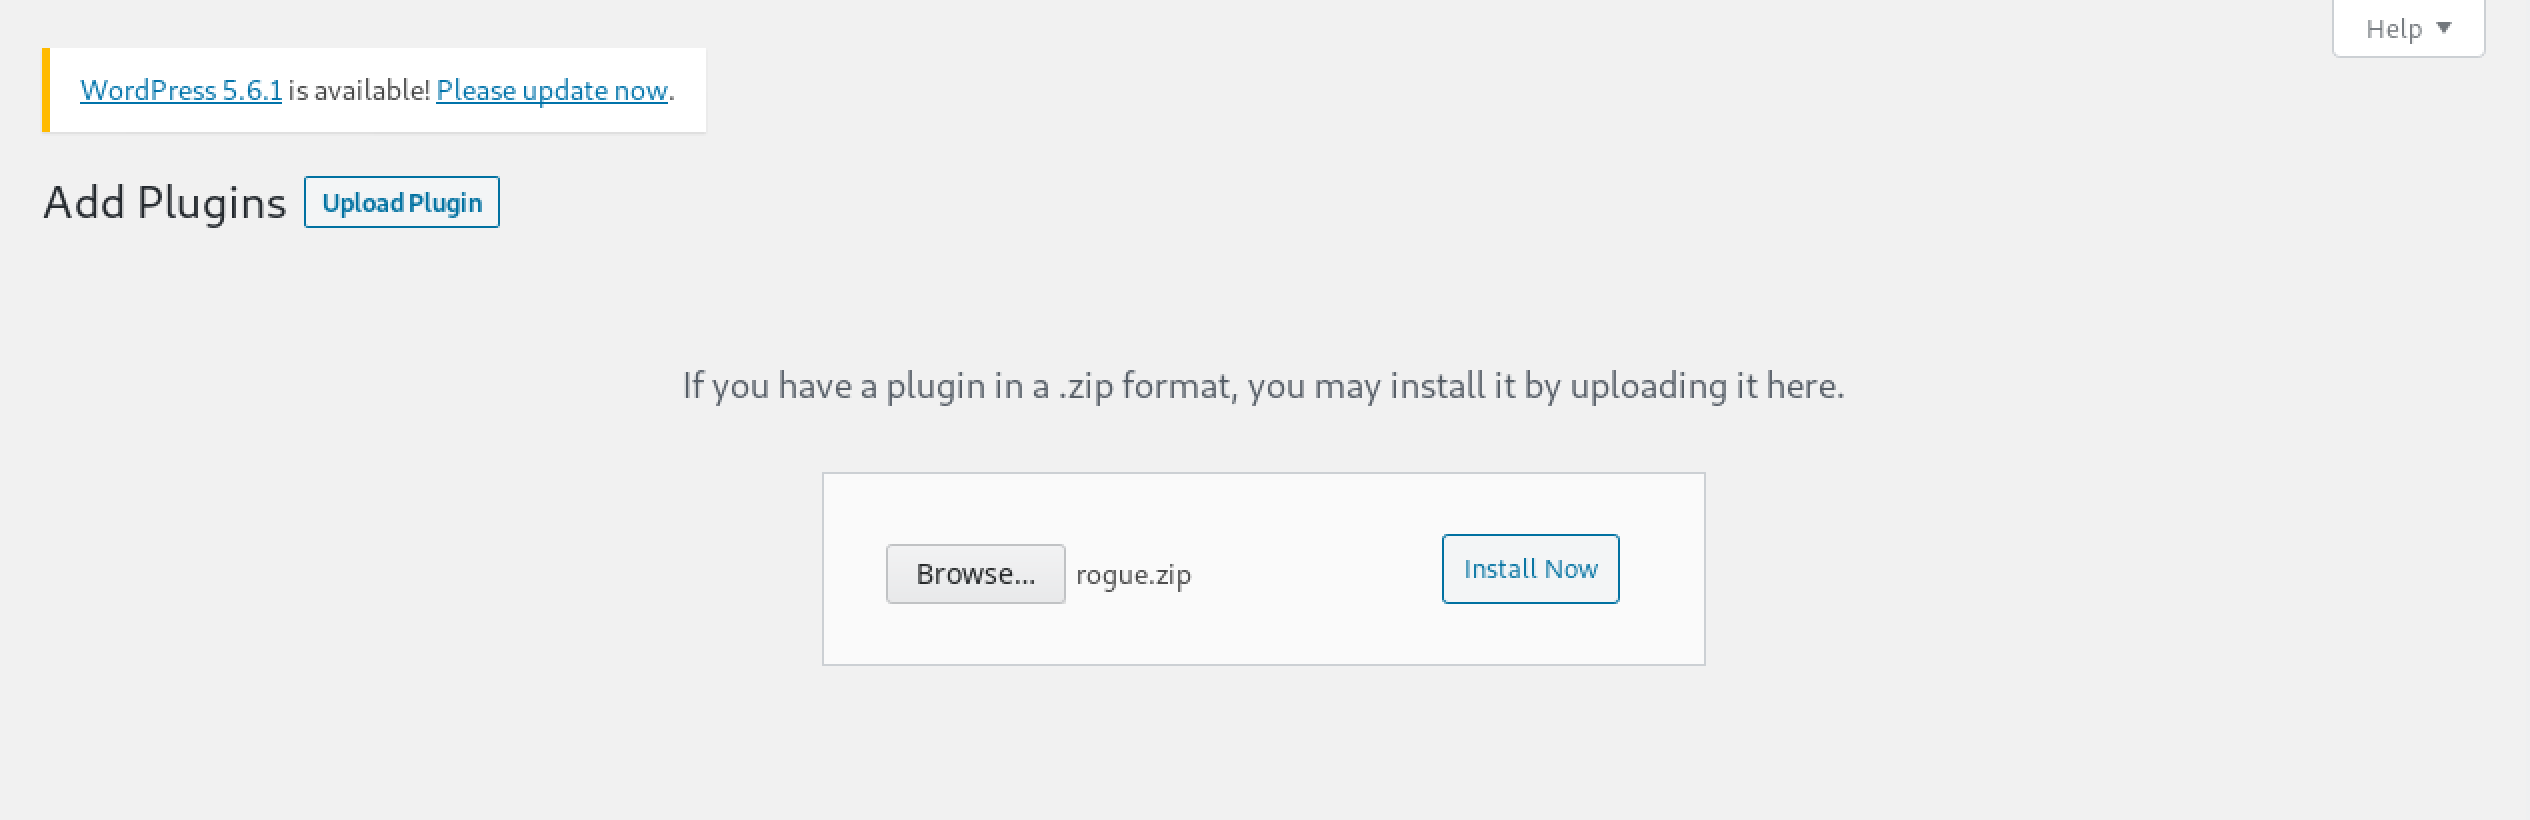 Help
WordPress 5.6.1 is available! Please update now.
Add Plugins Upload Plugin
If you have a plugin in a .zip format, you may install it by uploading it here.
Browse... rogue.zip Install Now